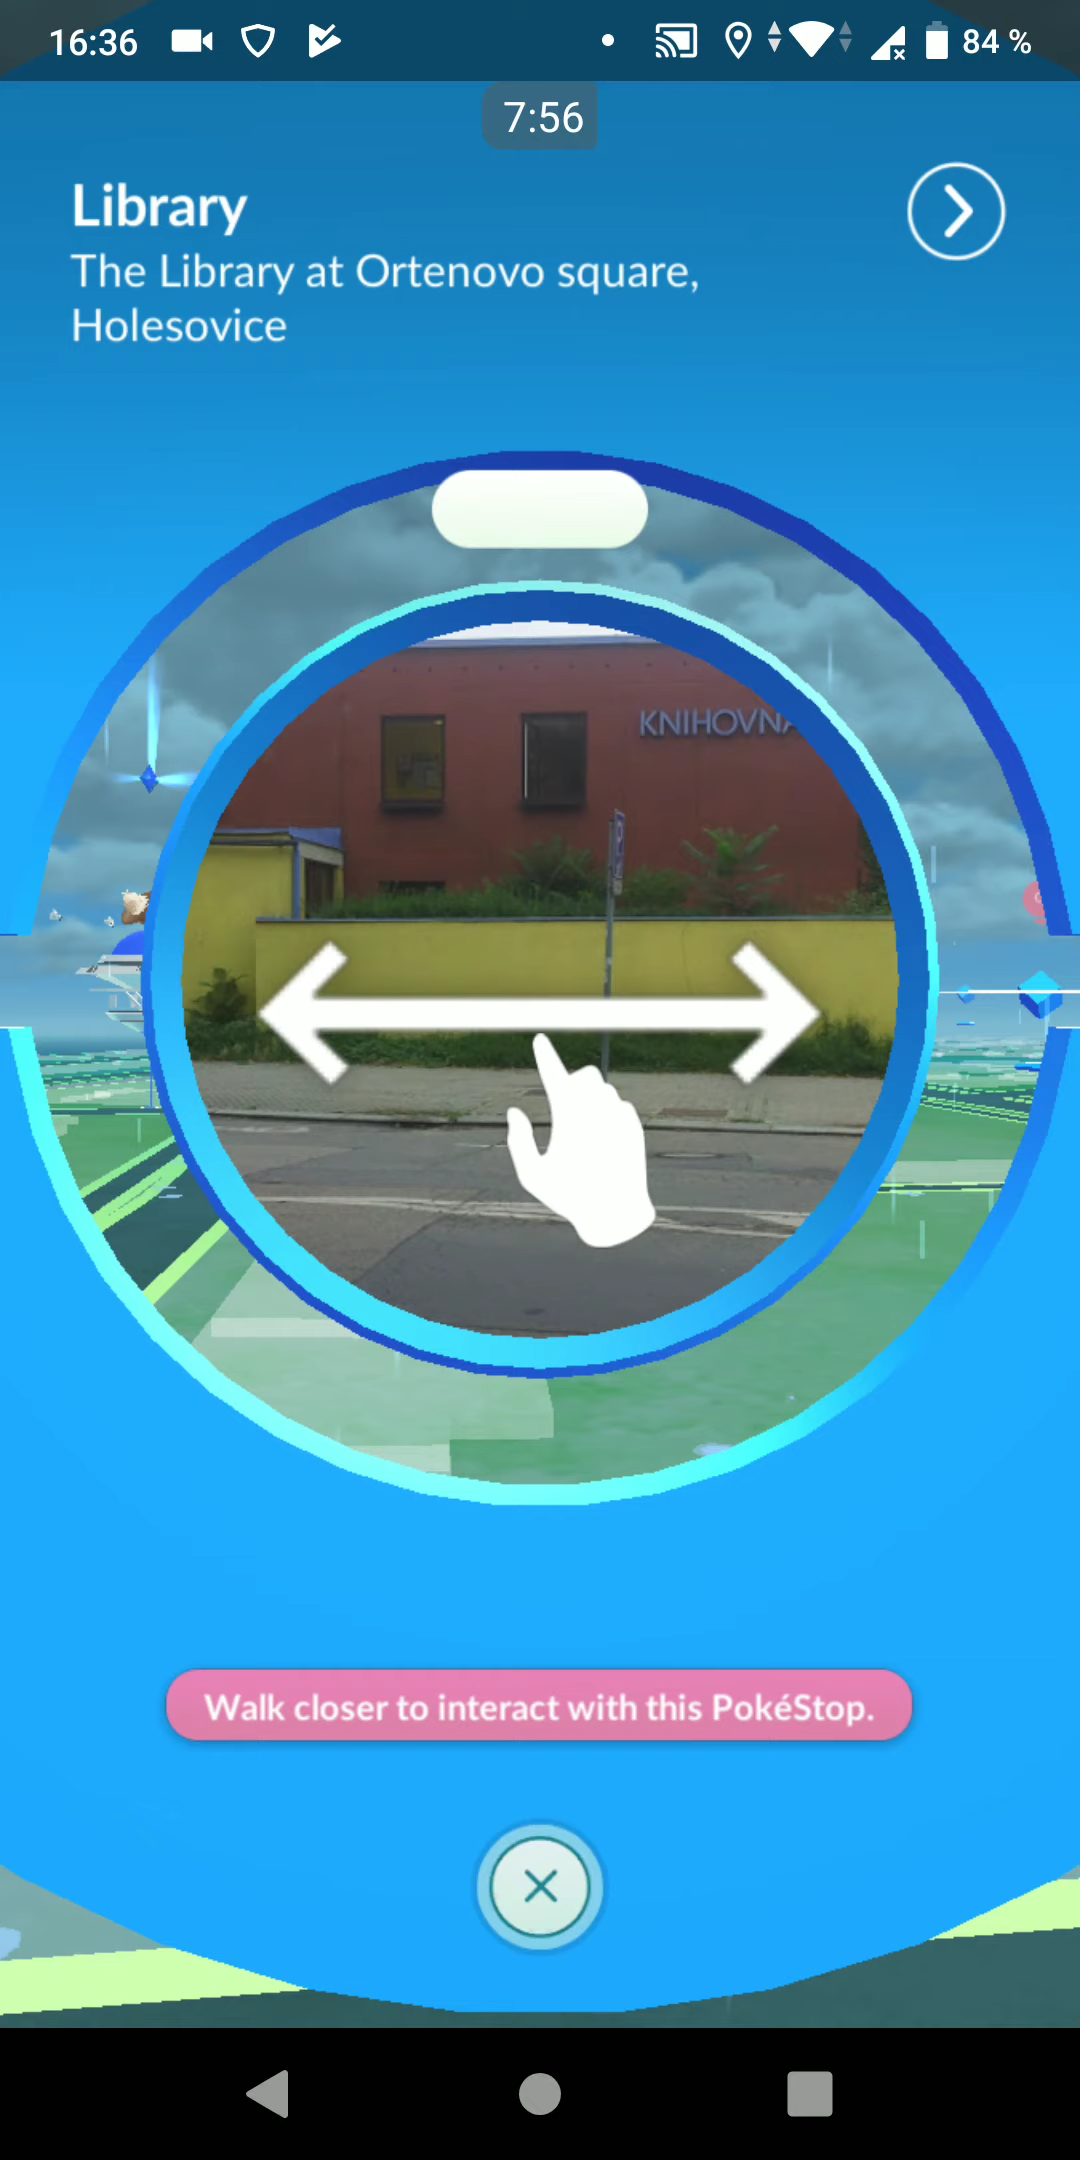 16:36
84 %
7:56
Library
The Library at Ortenovo square,
Holesovice
KNIHOVNA
Walk closer to interact with this PokéStop.